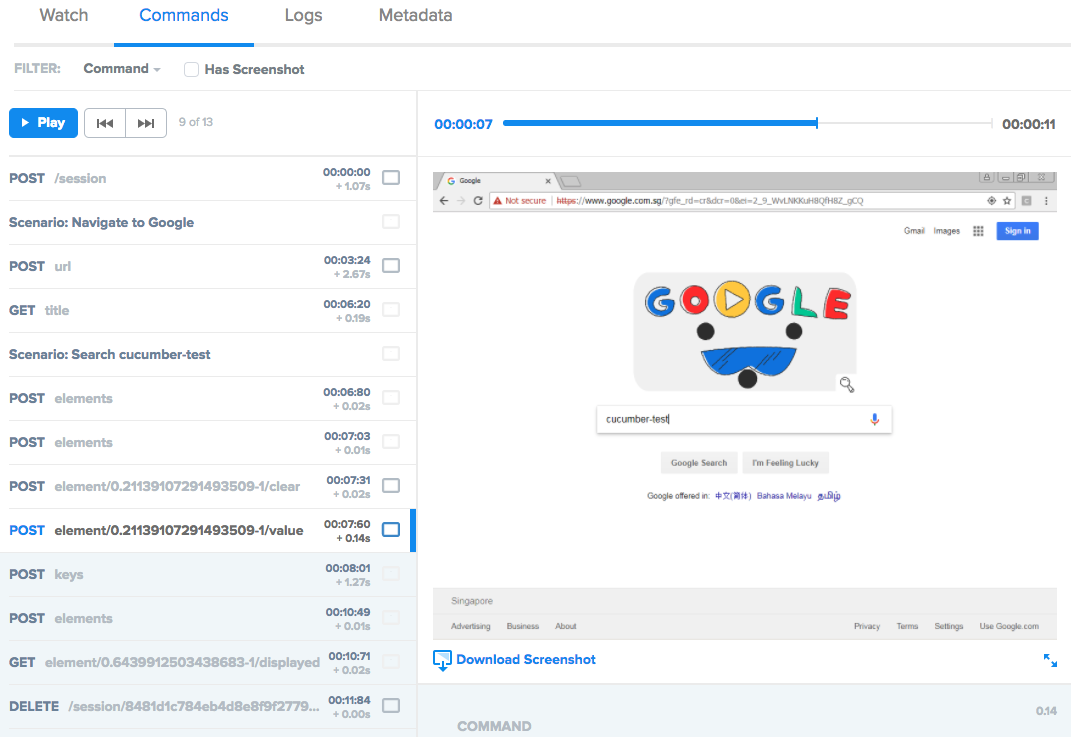 Watch Commands Logs Metadata
FILTER: Command Has Screenshot
Play 9 of 13
POST /session 00:00:00
+ 1.07s
Scenario: Navigate to Google
POST url 00:03:24
+ 2.67s
GET title 00:06:20
+ 0.19s
Scenario: Search cucumber-test
POST elements 00:06:80
+ 0.02s
POST elements 00:07:03
+ 0.01s
POST element/0.21139107291493509-1/clear 00:07:31
+ 0.02s
POST element/0.21139107291493509-1/value 00:07:60
+ 0.14s
POST keys 00:08:01
+ 1.27s
POST elements 00:10:49
+ 0.01s
GET element/0.6439912503438683-1/displayed 00:10:71
+ 0.02s
DELETE /session/8481d1c784eb4d8e8f9f2779... 00:11:84
+ 0.00s
00:00:07 00:00:11
Google
Not secure https://www.google.com.sg/?gfe_rd=cr&dcr=0&ei=2_9_WvLNKKuH8QfH8Z_gCQ
Gmail Images Sign in
GOOGLE
cucumber-test
Google Search I'm Feeling Lucky
Google offered in: 中文(简体) Bahasa Melayu தமிழ்
Singapore
Advertising Business About Privacy Terms Settings Use Google.com
Download Screenshot
0.14
COMMAND